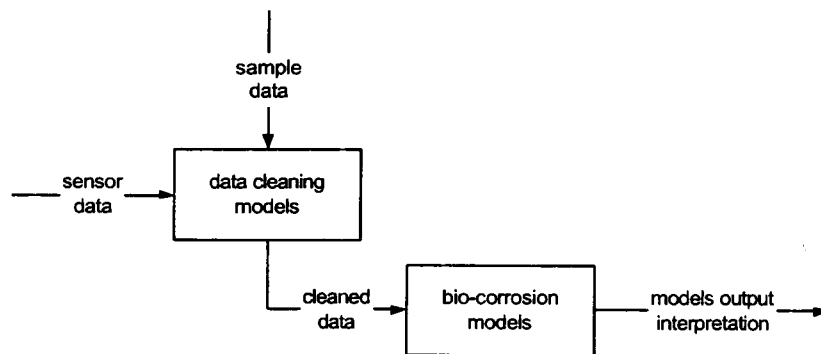 sample
data
sensor
data
data cleaning
models
cleaned
data
bio-corrosion
models
models output
interpretation